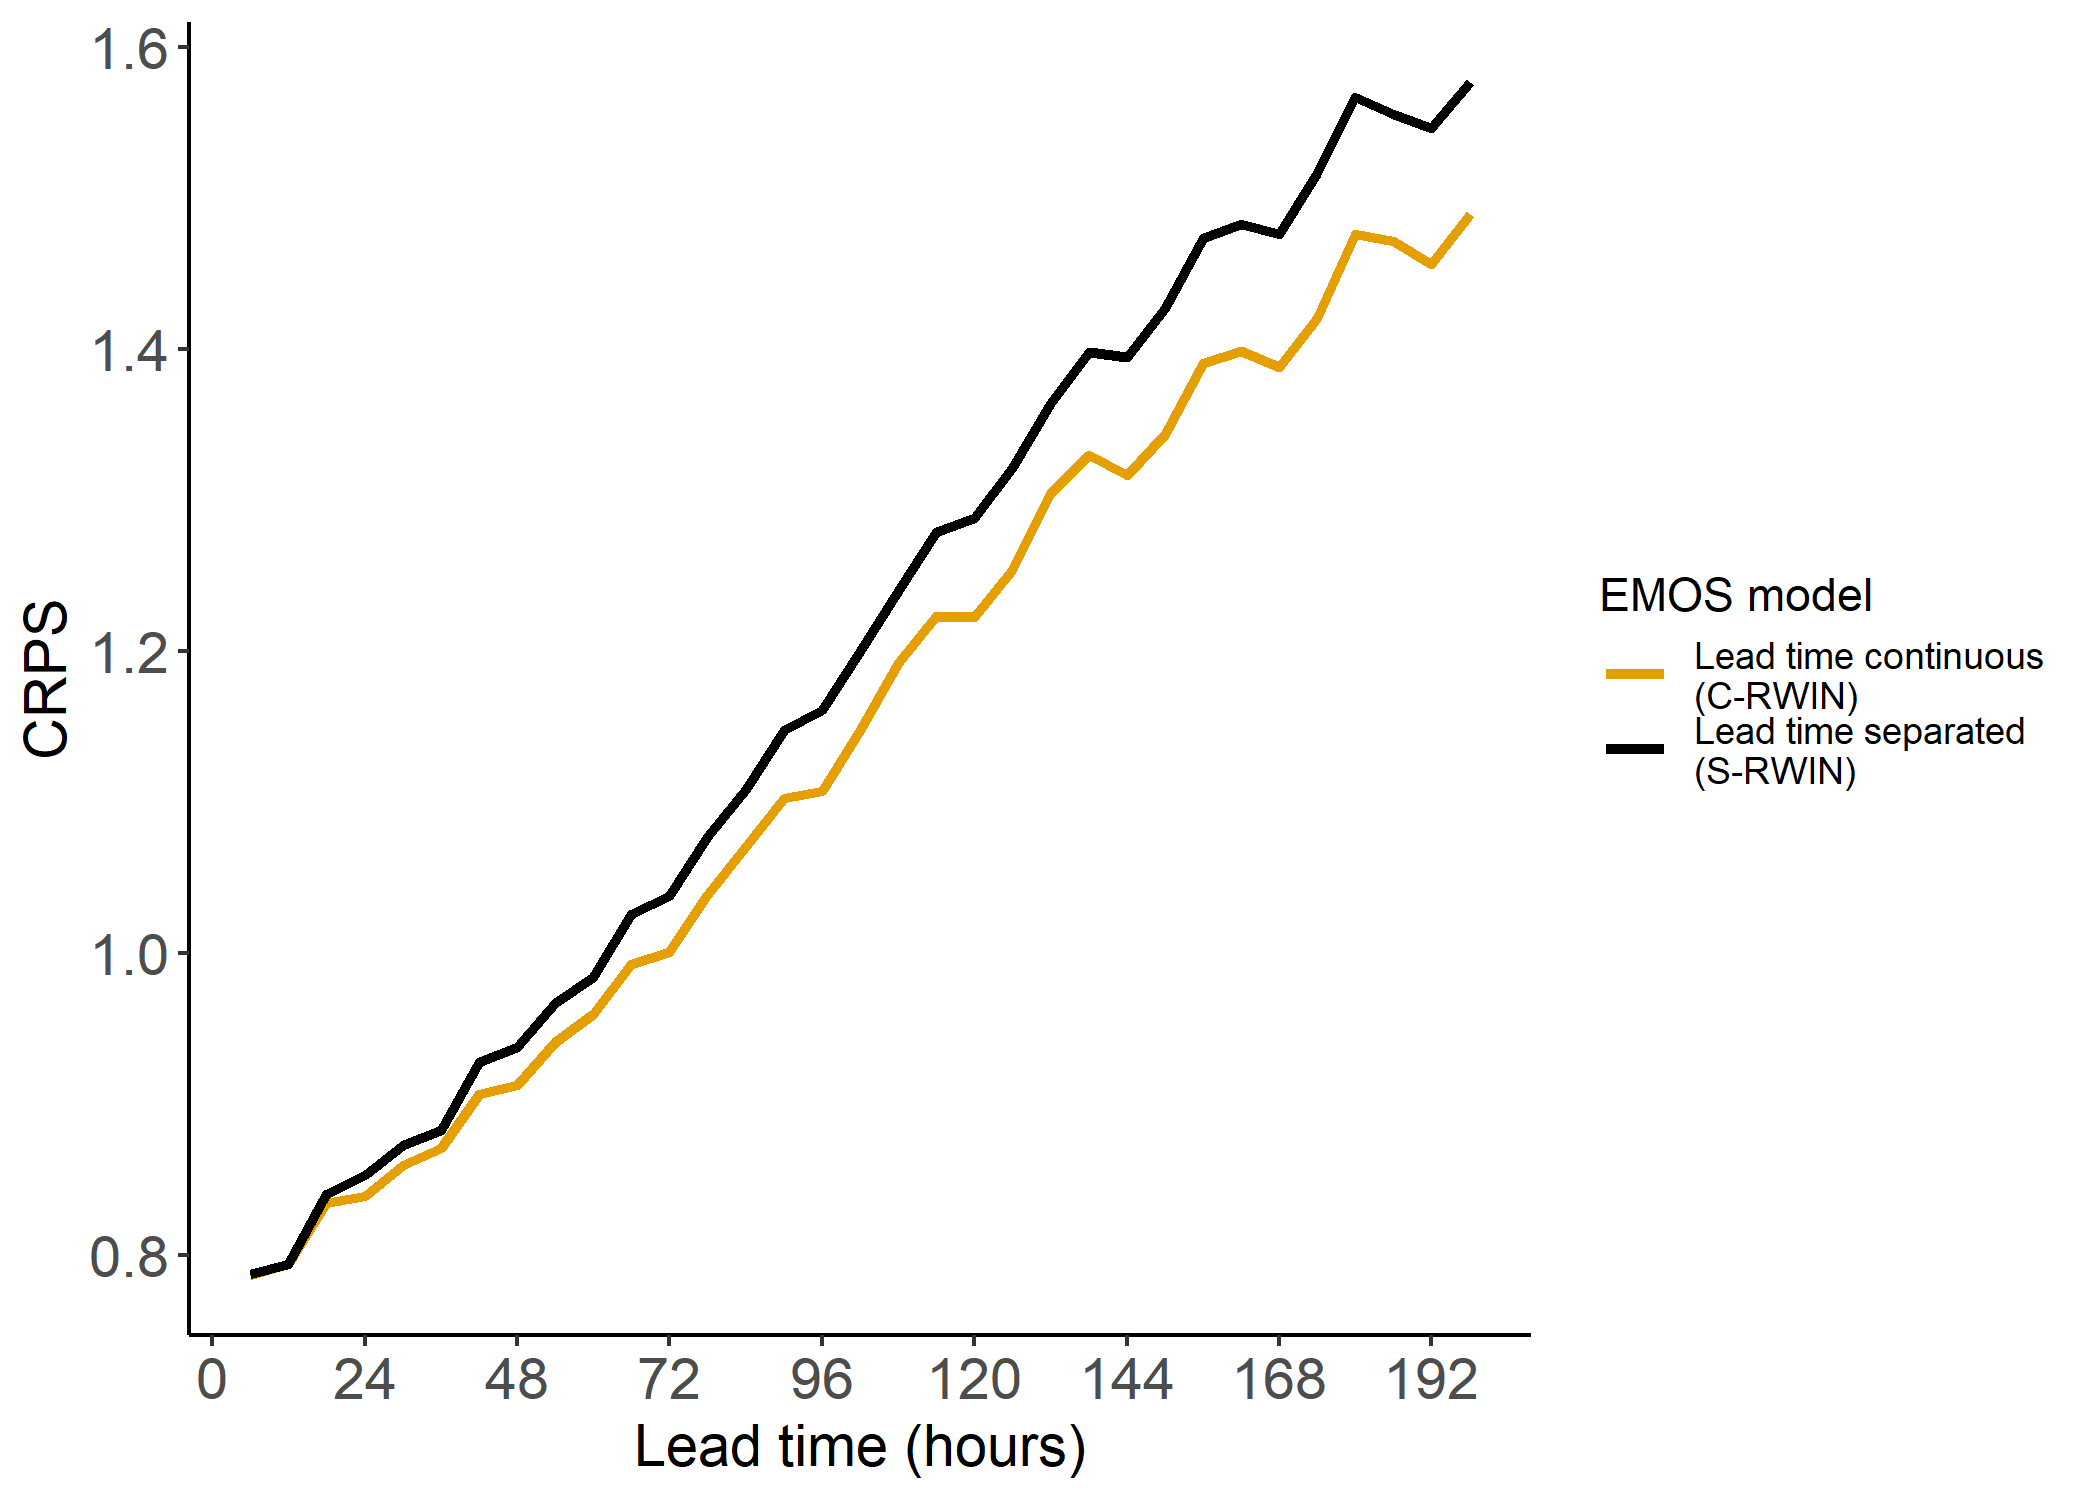 1.6
1.4
1.2
1.0
0.8
CRPS
0 24 48 72 96 120 144 168 192
Lead time (hours)
EMOS model
Lead time continuous
(C-RWIN)
Lead time separated
(S-RWIN)